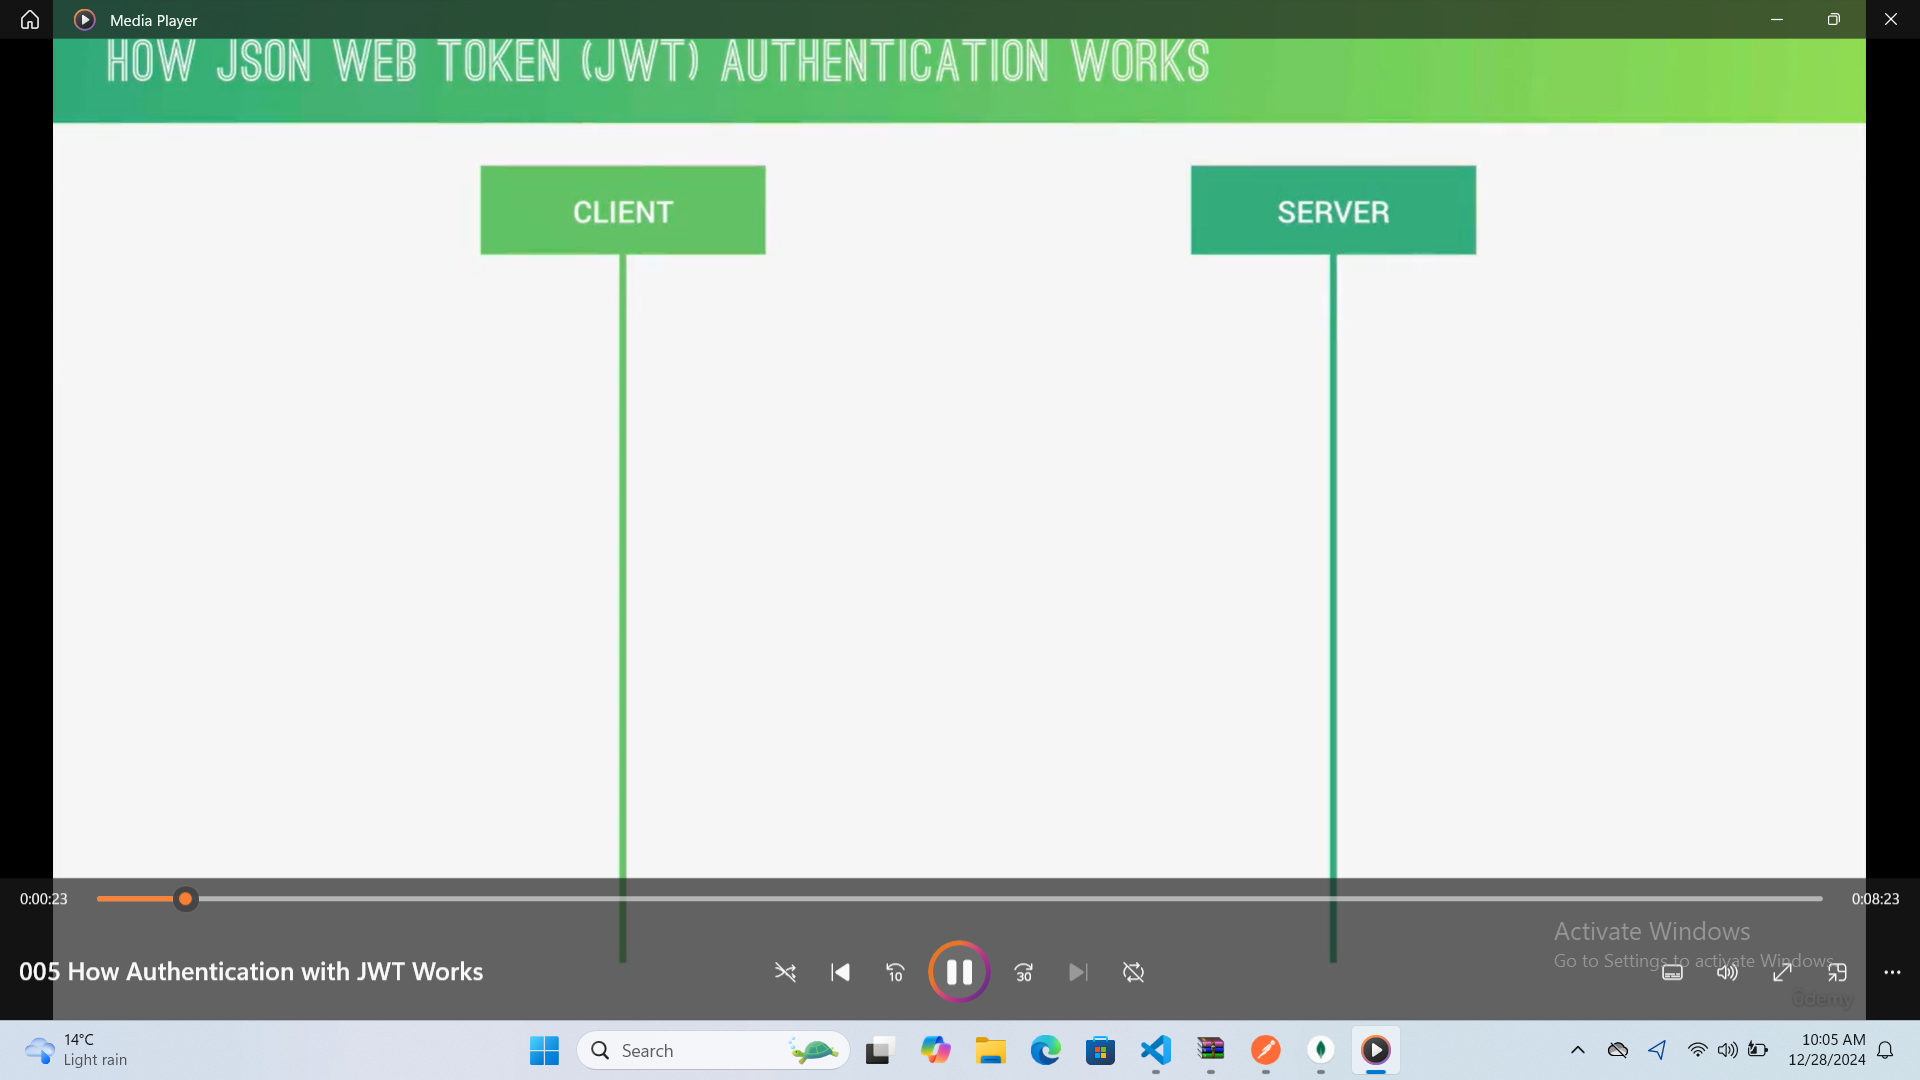 Media Player
HOW JSON WEB TOKEN (JWT) AUTHENTICATION WORKS
CLIENT
SERVER
0:00:23
0:08:23
Activate Windows
Go to Settings to activate Windows.
005 How Authentication with JWT Works
10
30
ûdemy
14°C
Light rain
Search
10:05 AM
12/28/2024